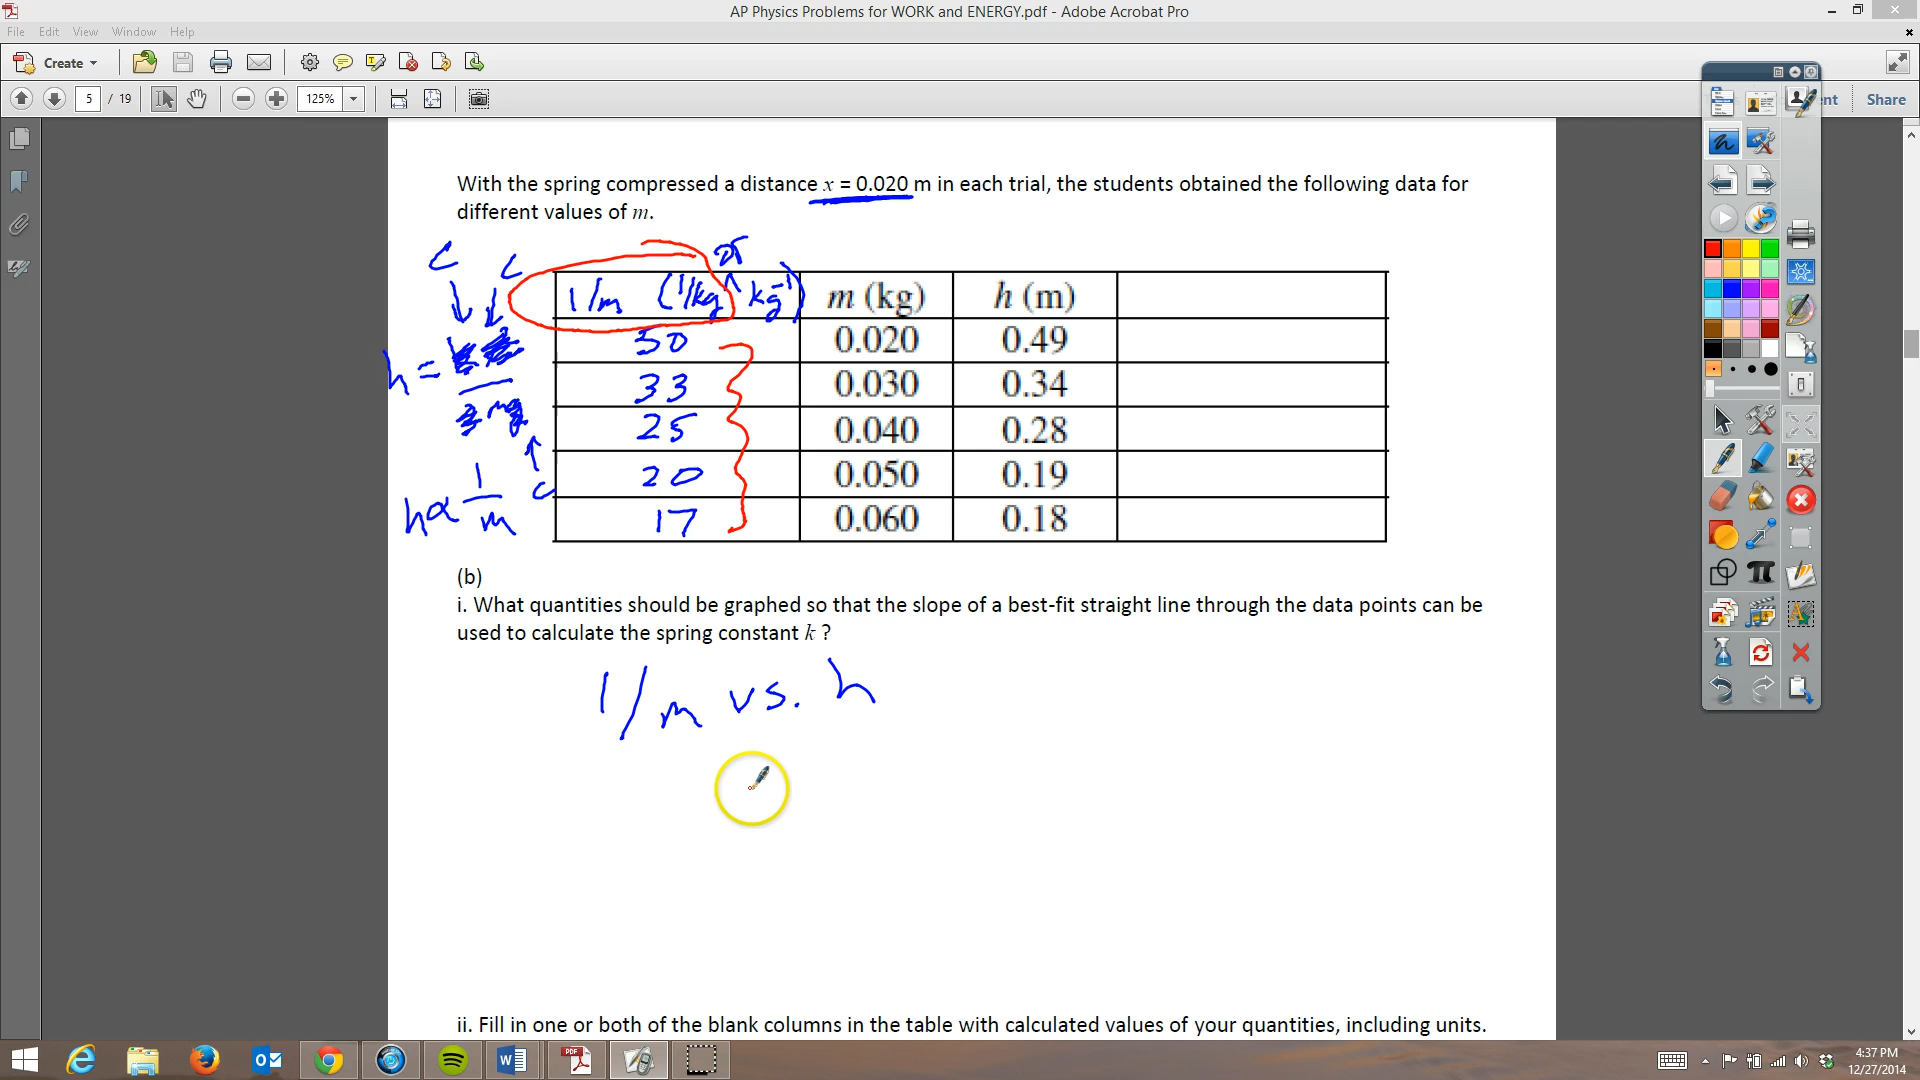 AP Physics Problems for WORK and ENERGY.pdf - Adobe Acrobat Pro
File Edit View Window Help
Create
5 / 19 125% Share
With the spring compressed a distance x = 0.020 m in each trial, the students obtained the following data for
different values of m.
c c or
1/m (1/kg kg⁻¹) m (kg) h (m)
50 0.020 0.49
h =
33 0.030 0.34
mg
25 0.040 0.28
20 0.050 0.19
c
h ∝ 1/m
17 0.060 0.18
(b)
i. What quantities should be graphed so that the slope of a best-fit straight line through the data points can be
used to calculate the spring constant k ?
1/m vs. h
ii. Fill in one or both of the blank columns in the table with calculated values of your quantities, including units.
4:37 PM
12/27/2014